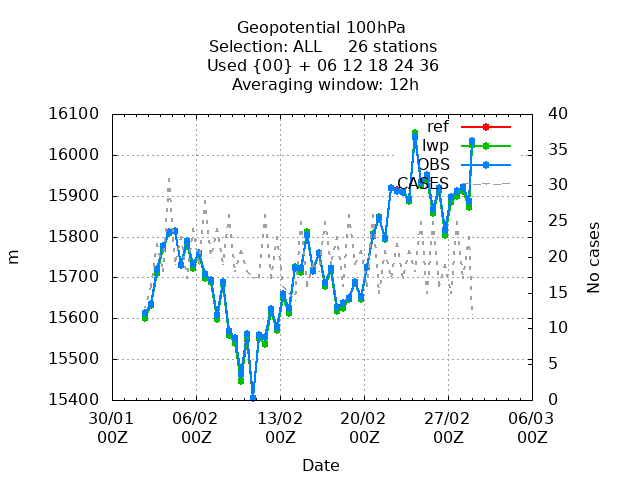 Geopotential 100hPa
Selection: ALL     26 stations
Used {00} + 06 12 18 24 36
Averaging window: 12h
16100
16000
15900
15800
15700
15600
15500
15400
m
40
35
30
25
20
15
10
5
0
No cases
ref
lwp
OBS
CASES
30/01 06/02 13/02 20/02 27/02 06/03
00Z 00Z 00Z 00Z 00Z 00Z
Date